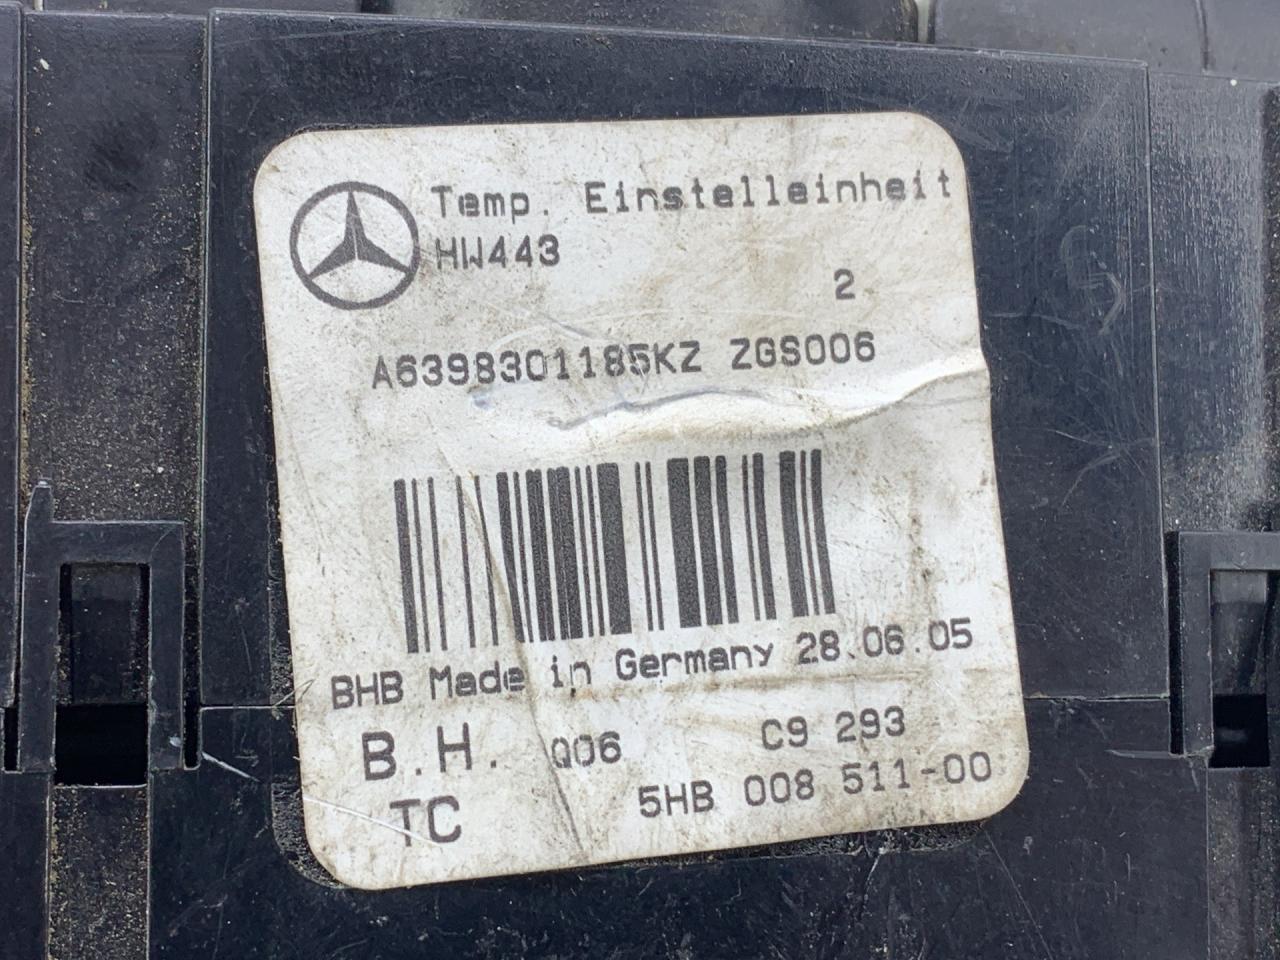 Temp. Einstelleinheit
HW443
2
A6398301185KZ ZGS006
BHB Made in Germany 28.06.05
B.H. Q06 C9 293
TC 5HB 008 511-00